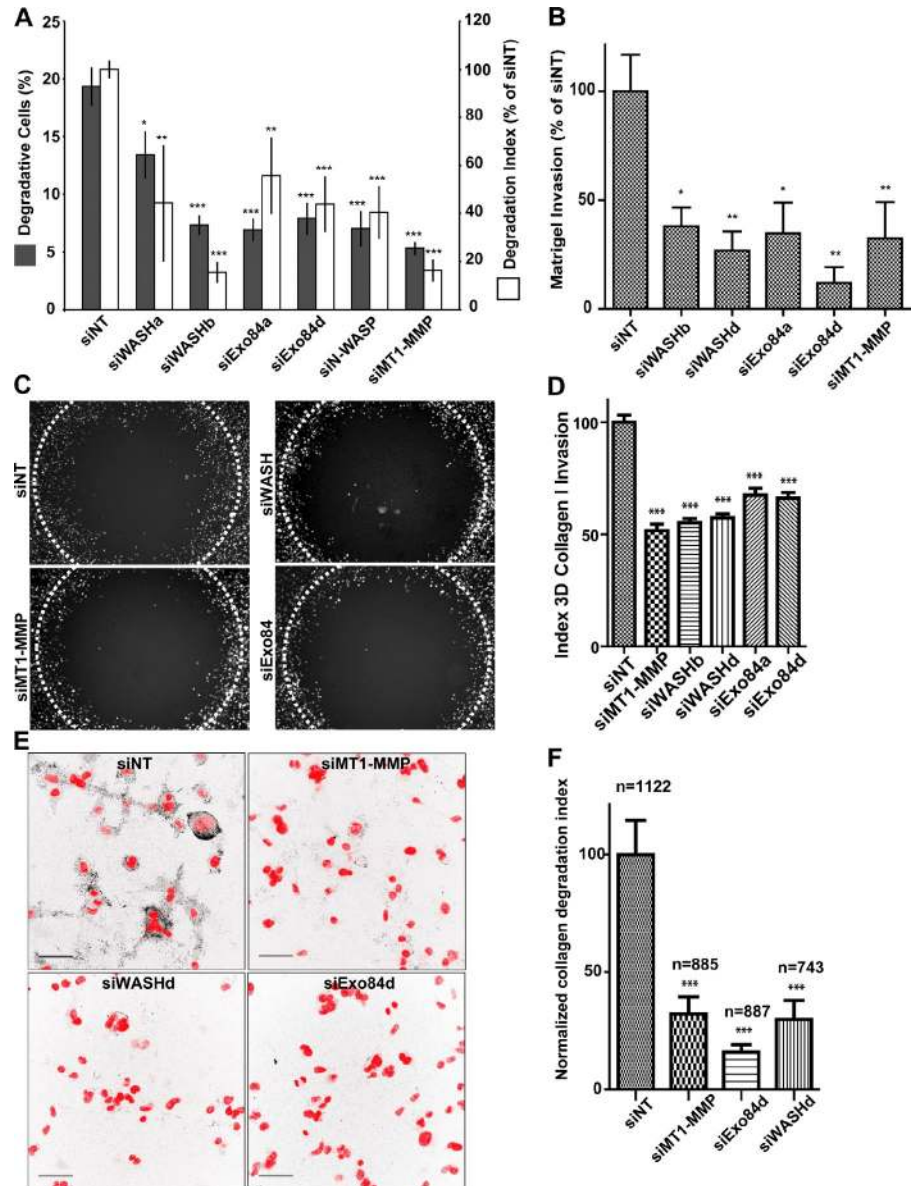 A
Degradative Cells (%)
25
20
15
10
5
0
120
100
80
60
40
20
0
Degradation Index (% of siNT)
* ** *** *** *** ** *** *** *** *** *** ***
siNT
siWASHa
siWASHb
siExo84a
siExo84d
siN-WASP
siMT1-MMP
B
Matrigel Invasion (% of siNT)
100
50
0
* ** * ** **
siNT
siWASHb
siWASHd
siExo84a
siExo84d
siMT1-MMP
C
siNT
siWASH
siMT1-MMP
siExo84
D
Index 3D Collagen I Invasion
100
50
0
*** *** *** *** ***
siNT
siMT1-MMP
siWASHb
siWASHd
siExo84a
siExo84d
E
siNT
siMT1-MMP
siWASHd
siExo84d
F
Normalized collagen degradation index
100
50
0
n=1122
n=885
***
n=887
***
n=743
***
siNT
siMT1-MMP
siExo84d
siWASHd